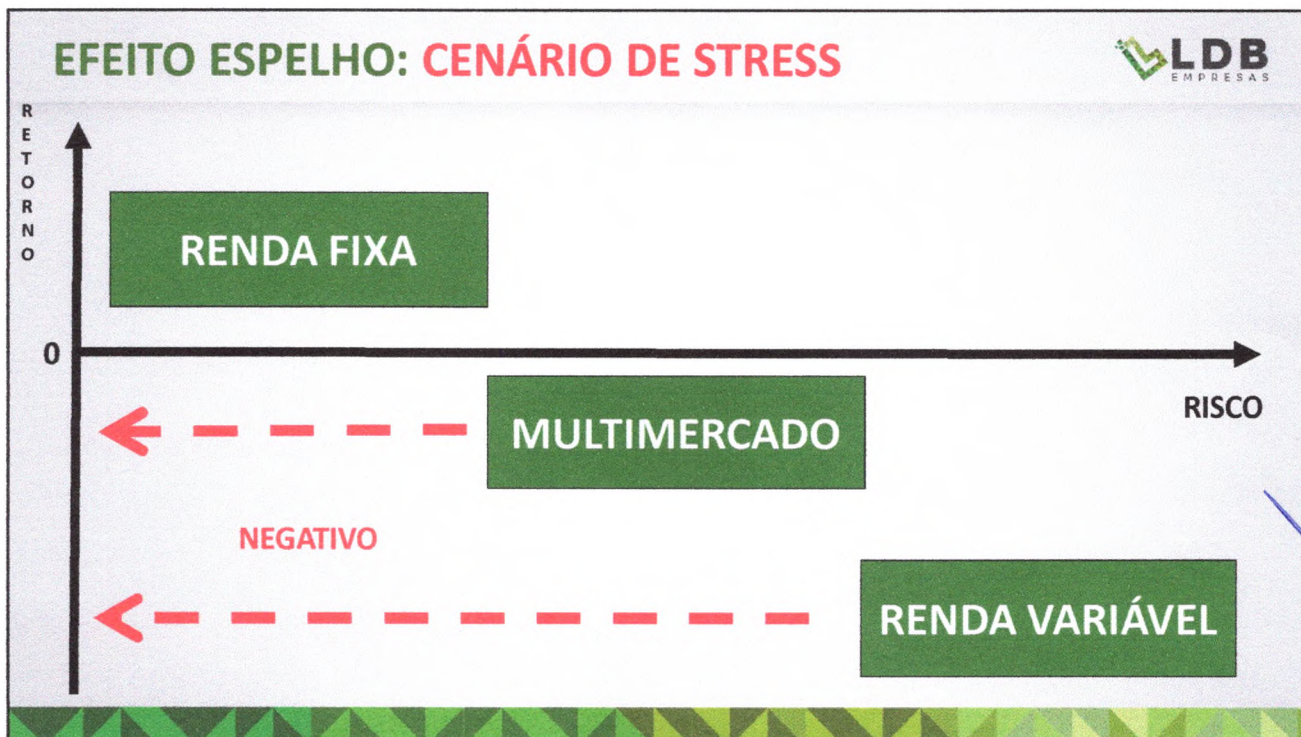 EFEITO ESPELHO: CENÁRIO DE STRESS
LDB
EMPRESAS
RETORNO
RENDA FIXA
0
RISCO
MULTIMERCADO
NEGATIVO
RENDA VARIÁVEL